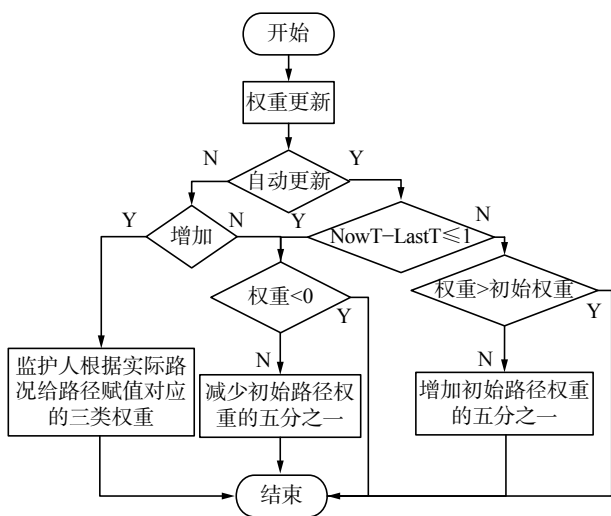 开始
权重更新
N
Y
自动更新
Y
增加
N
Y
NowT−LastT≤1
N
权重<0
Y
权重>初始权重
Y
监护人根据实际路
况给路径赋值对应
的三类权重
N
减少初始路径权
重的五分之一
N
增加初始路径权重
的五分之一
结束